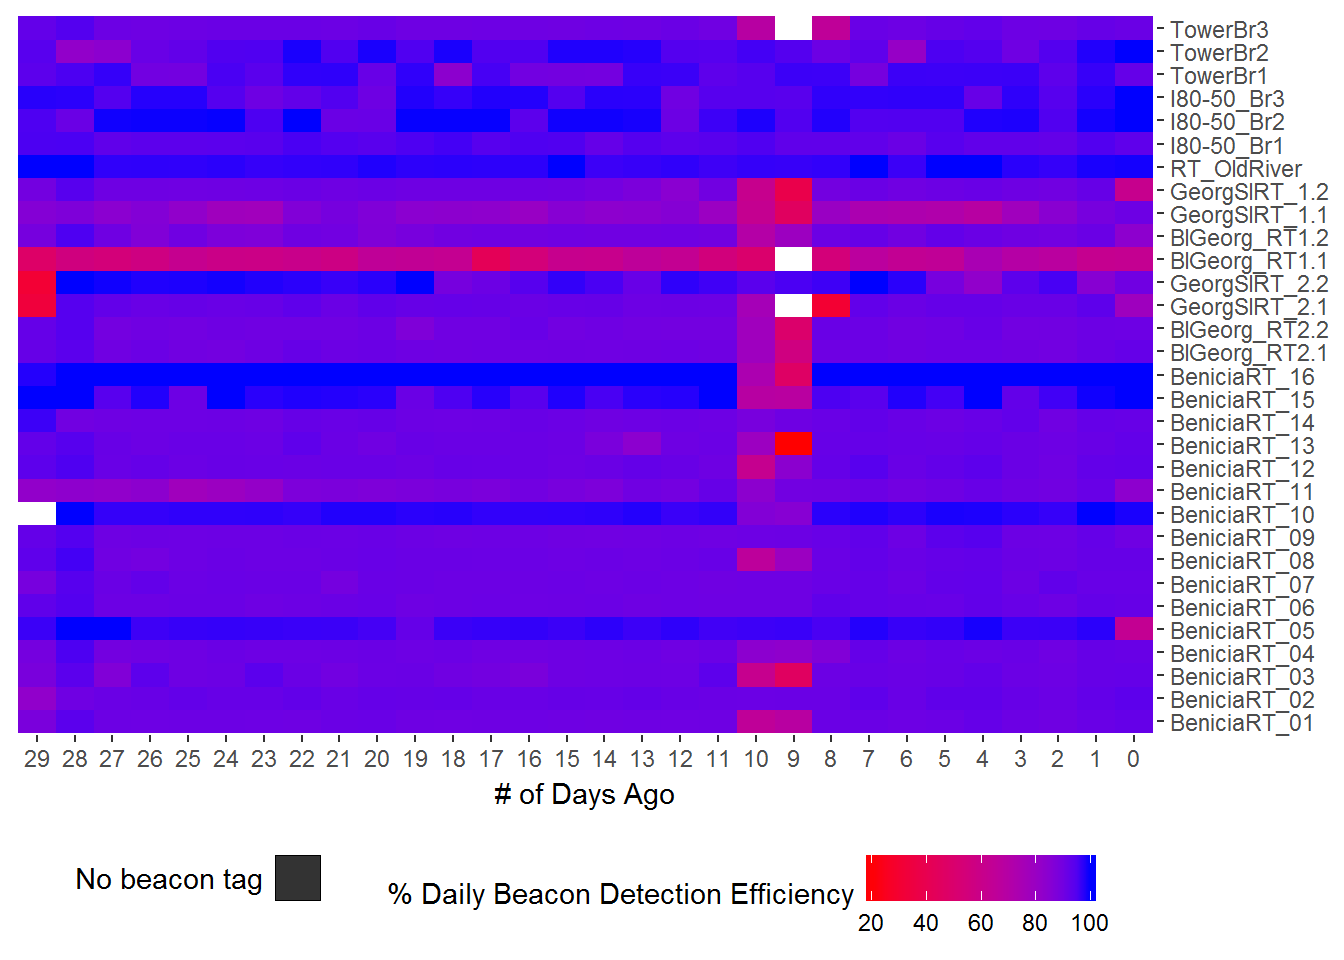 TowerBr3
TowerBr2
TowerBr1
I80-50_Br3
I80-50_Br2
I80-50_Br1
RT_OldRiver
GeorgSlRT_1.2
GeorgSlRT_1.1
BlGeorg_RT1.2
BlGeorg_RT1.1
GeorgSlRT_2.2
GeorgSlRT_2.1
BlGeorg_RT2.2
BlGeorg_RT2.1
BeniciaRT_16
BeniciaRT_15
BeniciaRT_14
BeniciaRT_13
BeniciaRT_12
BeniciaRT_11
BeniciaRT_10
BeniciaRT_09
BeniciaRT_08
BeniciaRT_07
BeniciaRT_06
BeniciaRT_05
BeniciaRT_04
BeniciaRT_03
BeniciaRT_02
BeniciaRT_01
29 28 27 26 25 24 23 22 21 20 19 18 17 16 15 14 13 12 11 10 9 8 7 6 5 4 3 2 1 0
# of Days Ago
No beacon tag
% Daily Beacon Detection Efficiency
20 40 60 80 100